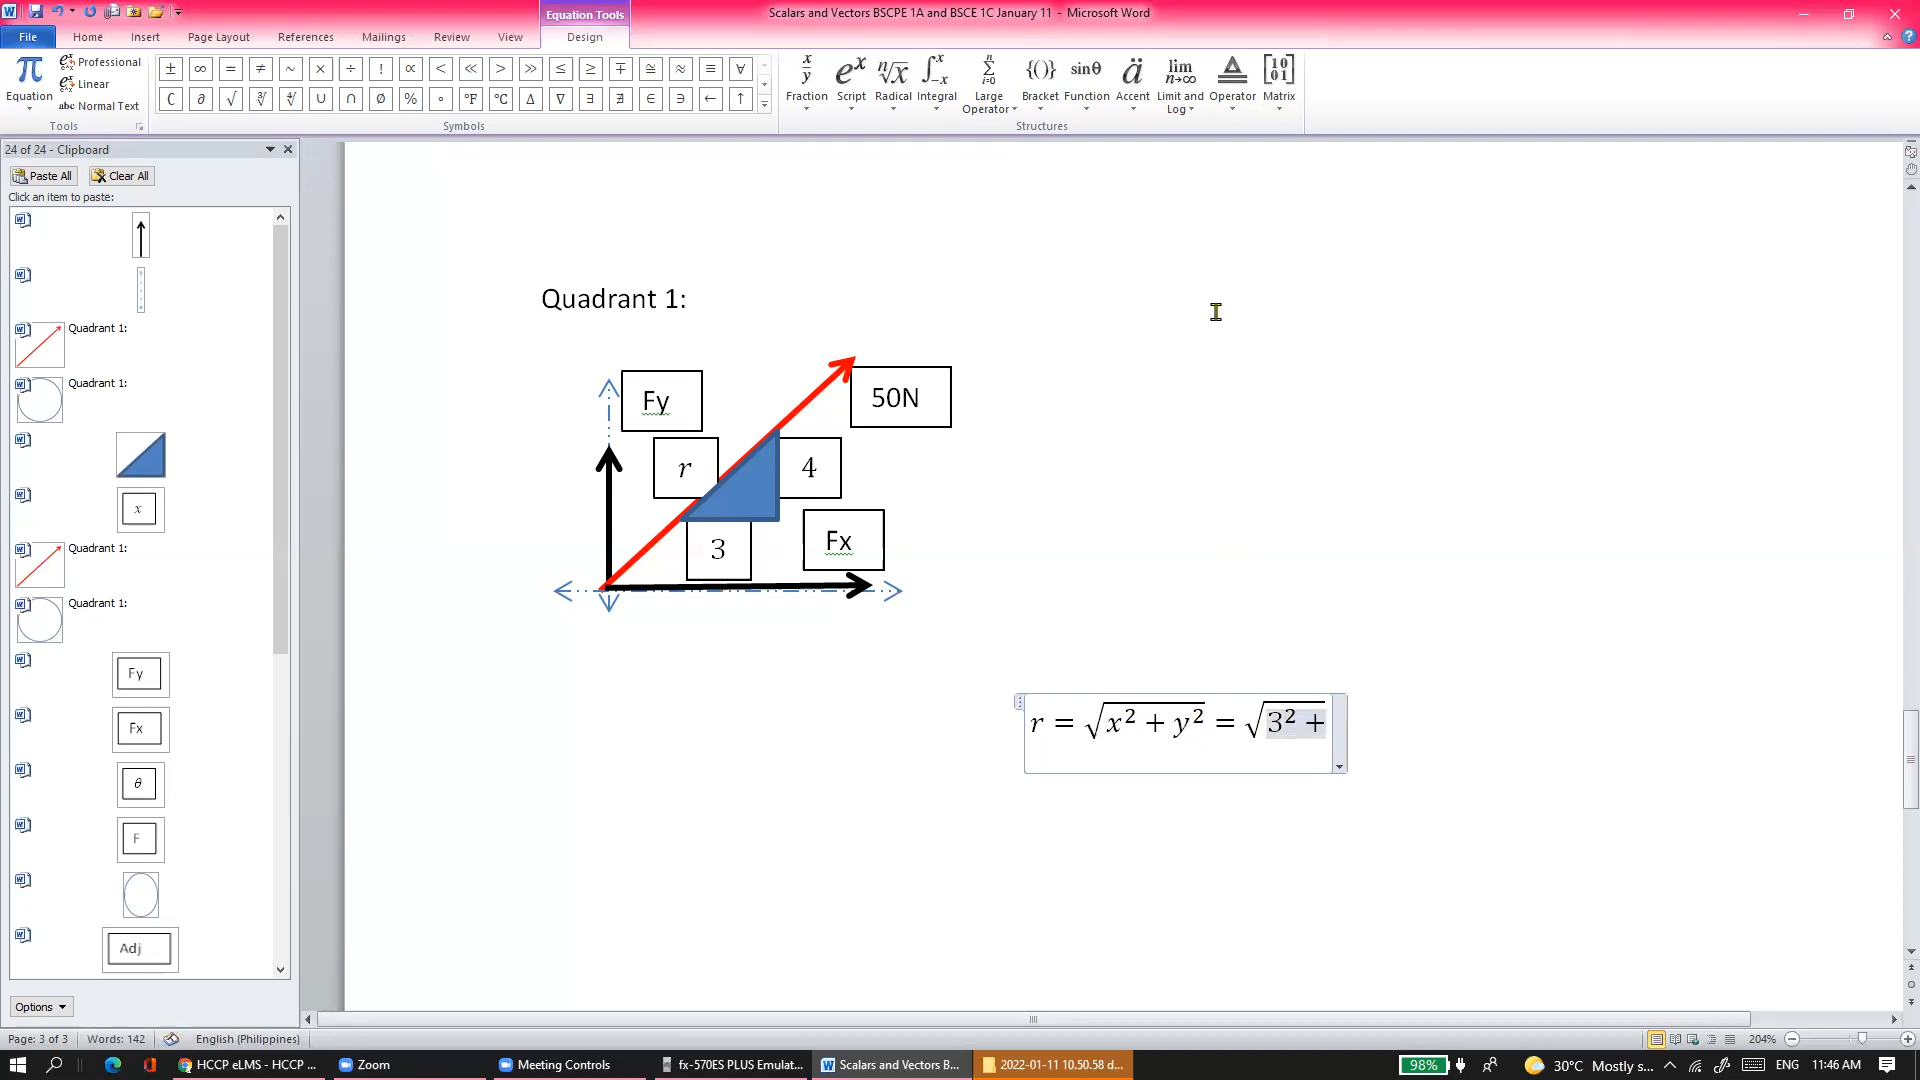 Scalars and Vectors BSCPE 1A and BSCE 1C January 11 - Microsoft Word
Equation Tools
File Home Insert Page Layout References Mailings Review View Design
Equation
Professional
Linear
abc Normal Text
Tools
± ∞ = ≠ ~ × ÷ ! ∝ < ≪ > ≫ ≤ ≥ ∓ ≅ ≈ ≡ ∀
∁ ∂ √ ∛ ∜ ∪ ∩ ∅ % ° °F °C ∆ ∇ ∃ ∄ ∈ ∋ ← ↑
Symbols
Fraction
Script
Radical
Integral
Large Operator
Bracket
sinθ
Function
ä
Accent
lim n→∞
Limit and Log
Operator
10 01
Matrix
Structures
24 of 24 - Clipboard
Paste All Clear All
Click an item to paste:
Quadrant 1:
Quadrant 1:
x
Quadrant 1:
Quadrant 1:
Fy
Fx
θ
F
Adj
Options
Quadrant 1:
Fy
50N
r
4
Fx
3
r = √x² + y² = √3² +
Page: 3 of 3 Words: 142 English (Philippines) 204%
HCCP eLMS - HCCP ... Zoom Meeting Controls fx-570ES PLUS Emulat... Scalars and Vectors B... 2022-01-11 10.50.58 d... 98% 30°C Mostly s... ENG 11:46 AM